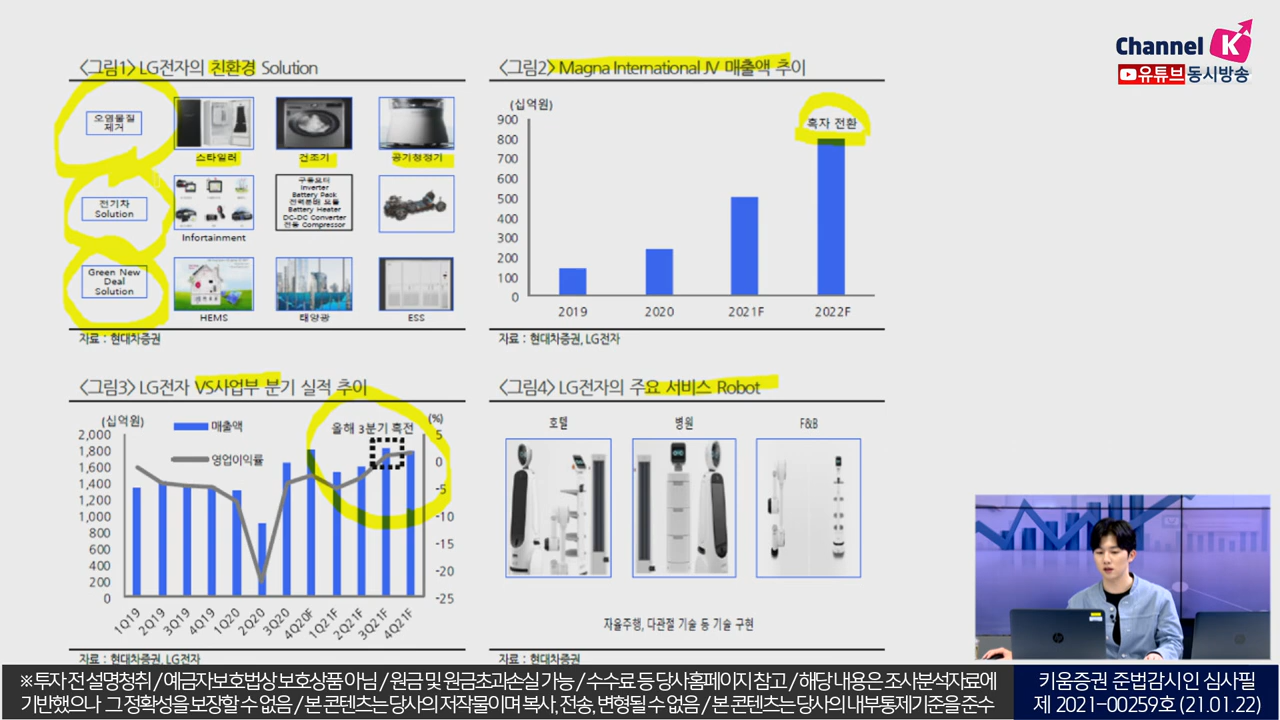 Channel K
유튜브동시방송
<그림1> LG전자의 친환경 Solution
오염물질
제거
스타일러
건조기
공기청정기
전기차
Solution
Infortainment
구동모터
Inverter
Battery Pack
전력분배 모듈
Battery Heater
DC-DC Converter
전동 Compressor
Green New
Deal
Solution
HEMS
태양광
ESS
자료 : 현대차증권
<그림2> Magna International JV 매출액 추이
(십억원)
흑자 전환
900
800
700
600
500
400
300
200
100
0
2019
2020
2021F
2022F
자료 : 현대차증권, LG전자
<그림3> LG전자 VS사업부 분기 실적 추이
(십억원)
매출액
영업이익률
올해 3분기 흑전
(%)
2,000
1,800
1,600
1,400
1,200
1,000
800
600
400
200
0
5
0
-5
-10
-15
-20
-25
1Q19
2Q19
3Q19
4Q19
1Q20
2Q20
3Q20
4Q20F
1Q21F
2Q21F
3Q21F
4Q21F
자료 : 현대차증권, LG전자
<그림4> LG전자의 주요 서비스 Robot
호텔
병원
F&B
자율주행, 다관절 기술 등 기술 구현
자료 : 현대차증권
※ 투자 전 설명청취 / 예금자보호법상 보호상품 아님 / 원금 및 원금초과손실 가능 / 수수료 등 당사홈페이지 참고 / 해당 내용은 조사분석자료에
기반했으나 그 정확성을 보장할 수 없음 / 본 콘텐츠는 당사의 저작물이며 복사, 전송, 변형될 수 없음 / 본 콘텐츠는 당사의 내부통제기준을 준수
키움증권 준법감시인 심사필
제 2021-00259호 (21.01.22)